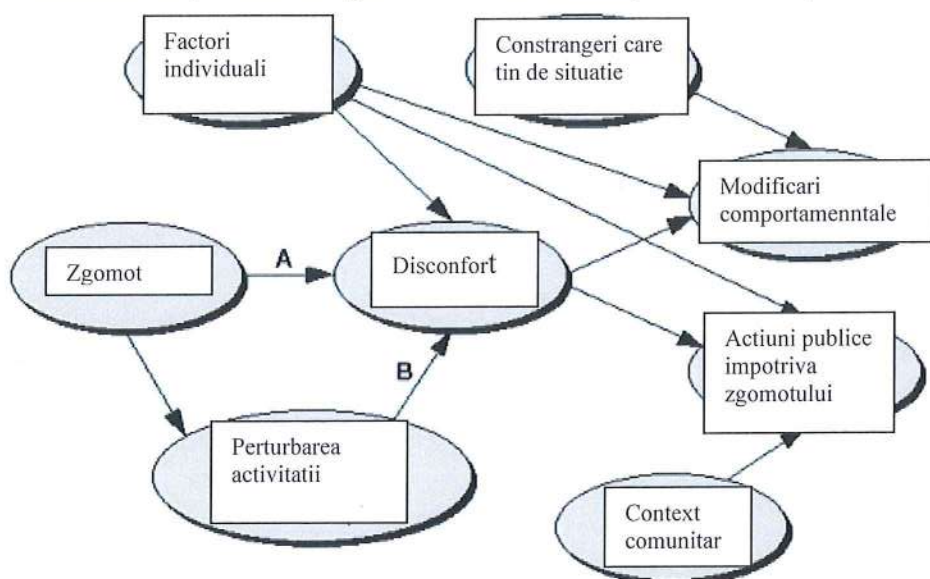 Factori
individuali
Constrangeri care
tin de situatie
Modificari
comportamenntale
Zgomot
A
Disconfort
Actiuni publice
impotriva
zgomotului
B
Perturbarea
activitatii
Context
comunitar